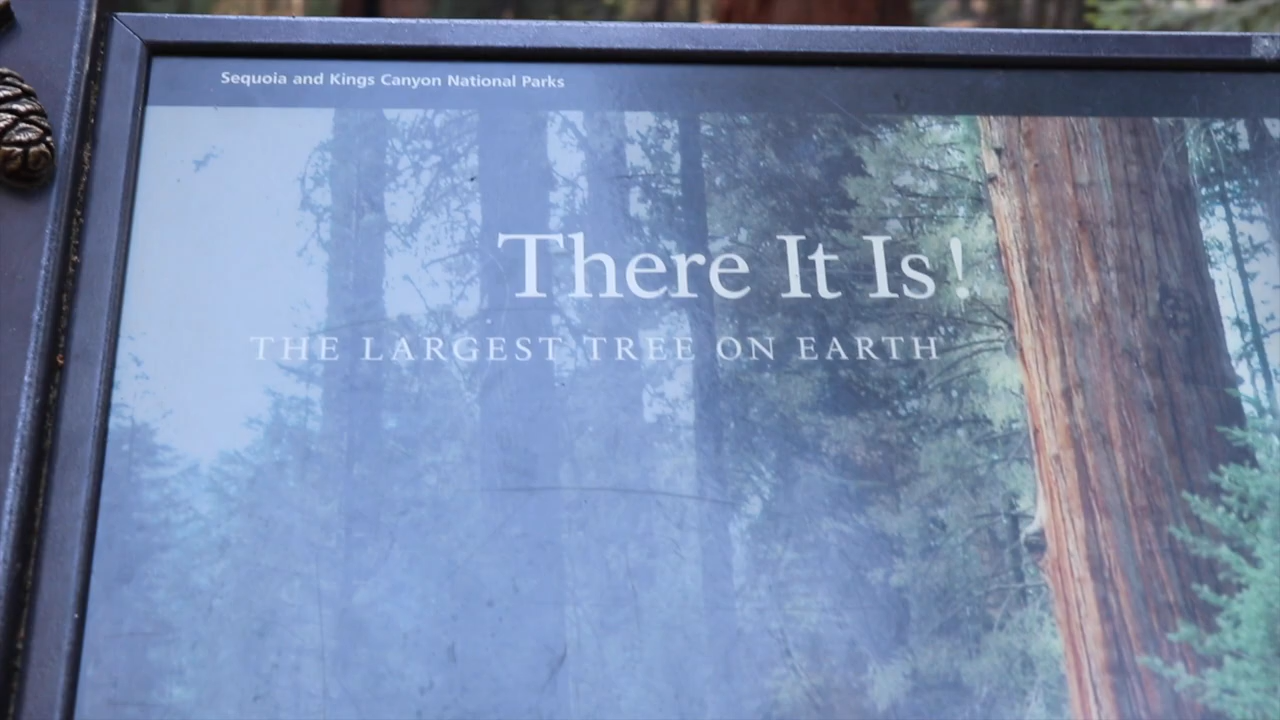 Sequoia and Kings Canyon National Parks
There It Is!
THE LARGEST TREE ON EARTH